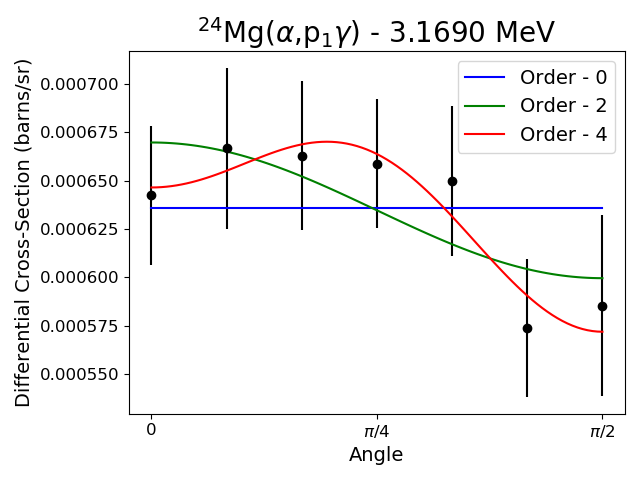 ²⁴Mg(α,p₁γ) - 3.1690 MeV
Differential Cross-Section (barns/sr)
0.000700
0.000675
0.000650
0.000625
0.000600
0.000575
0.000550
Order - 0
Order - 2
Order - 4
0
π/4
π/2
Angle